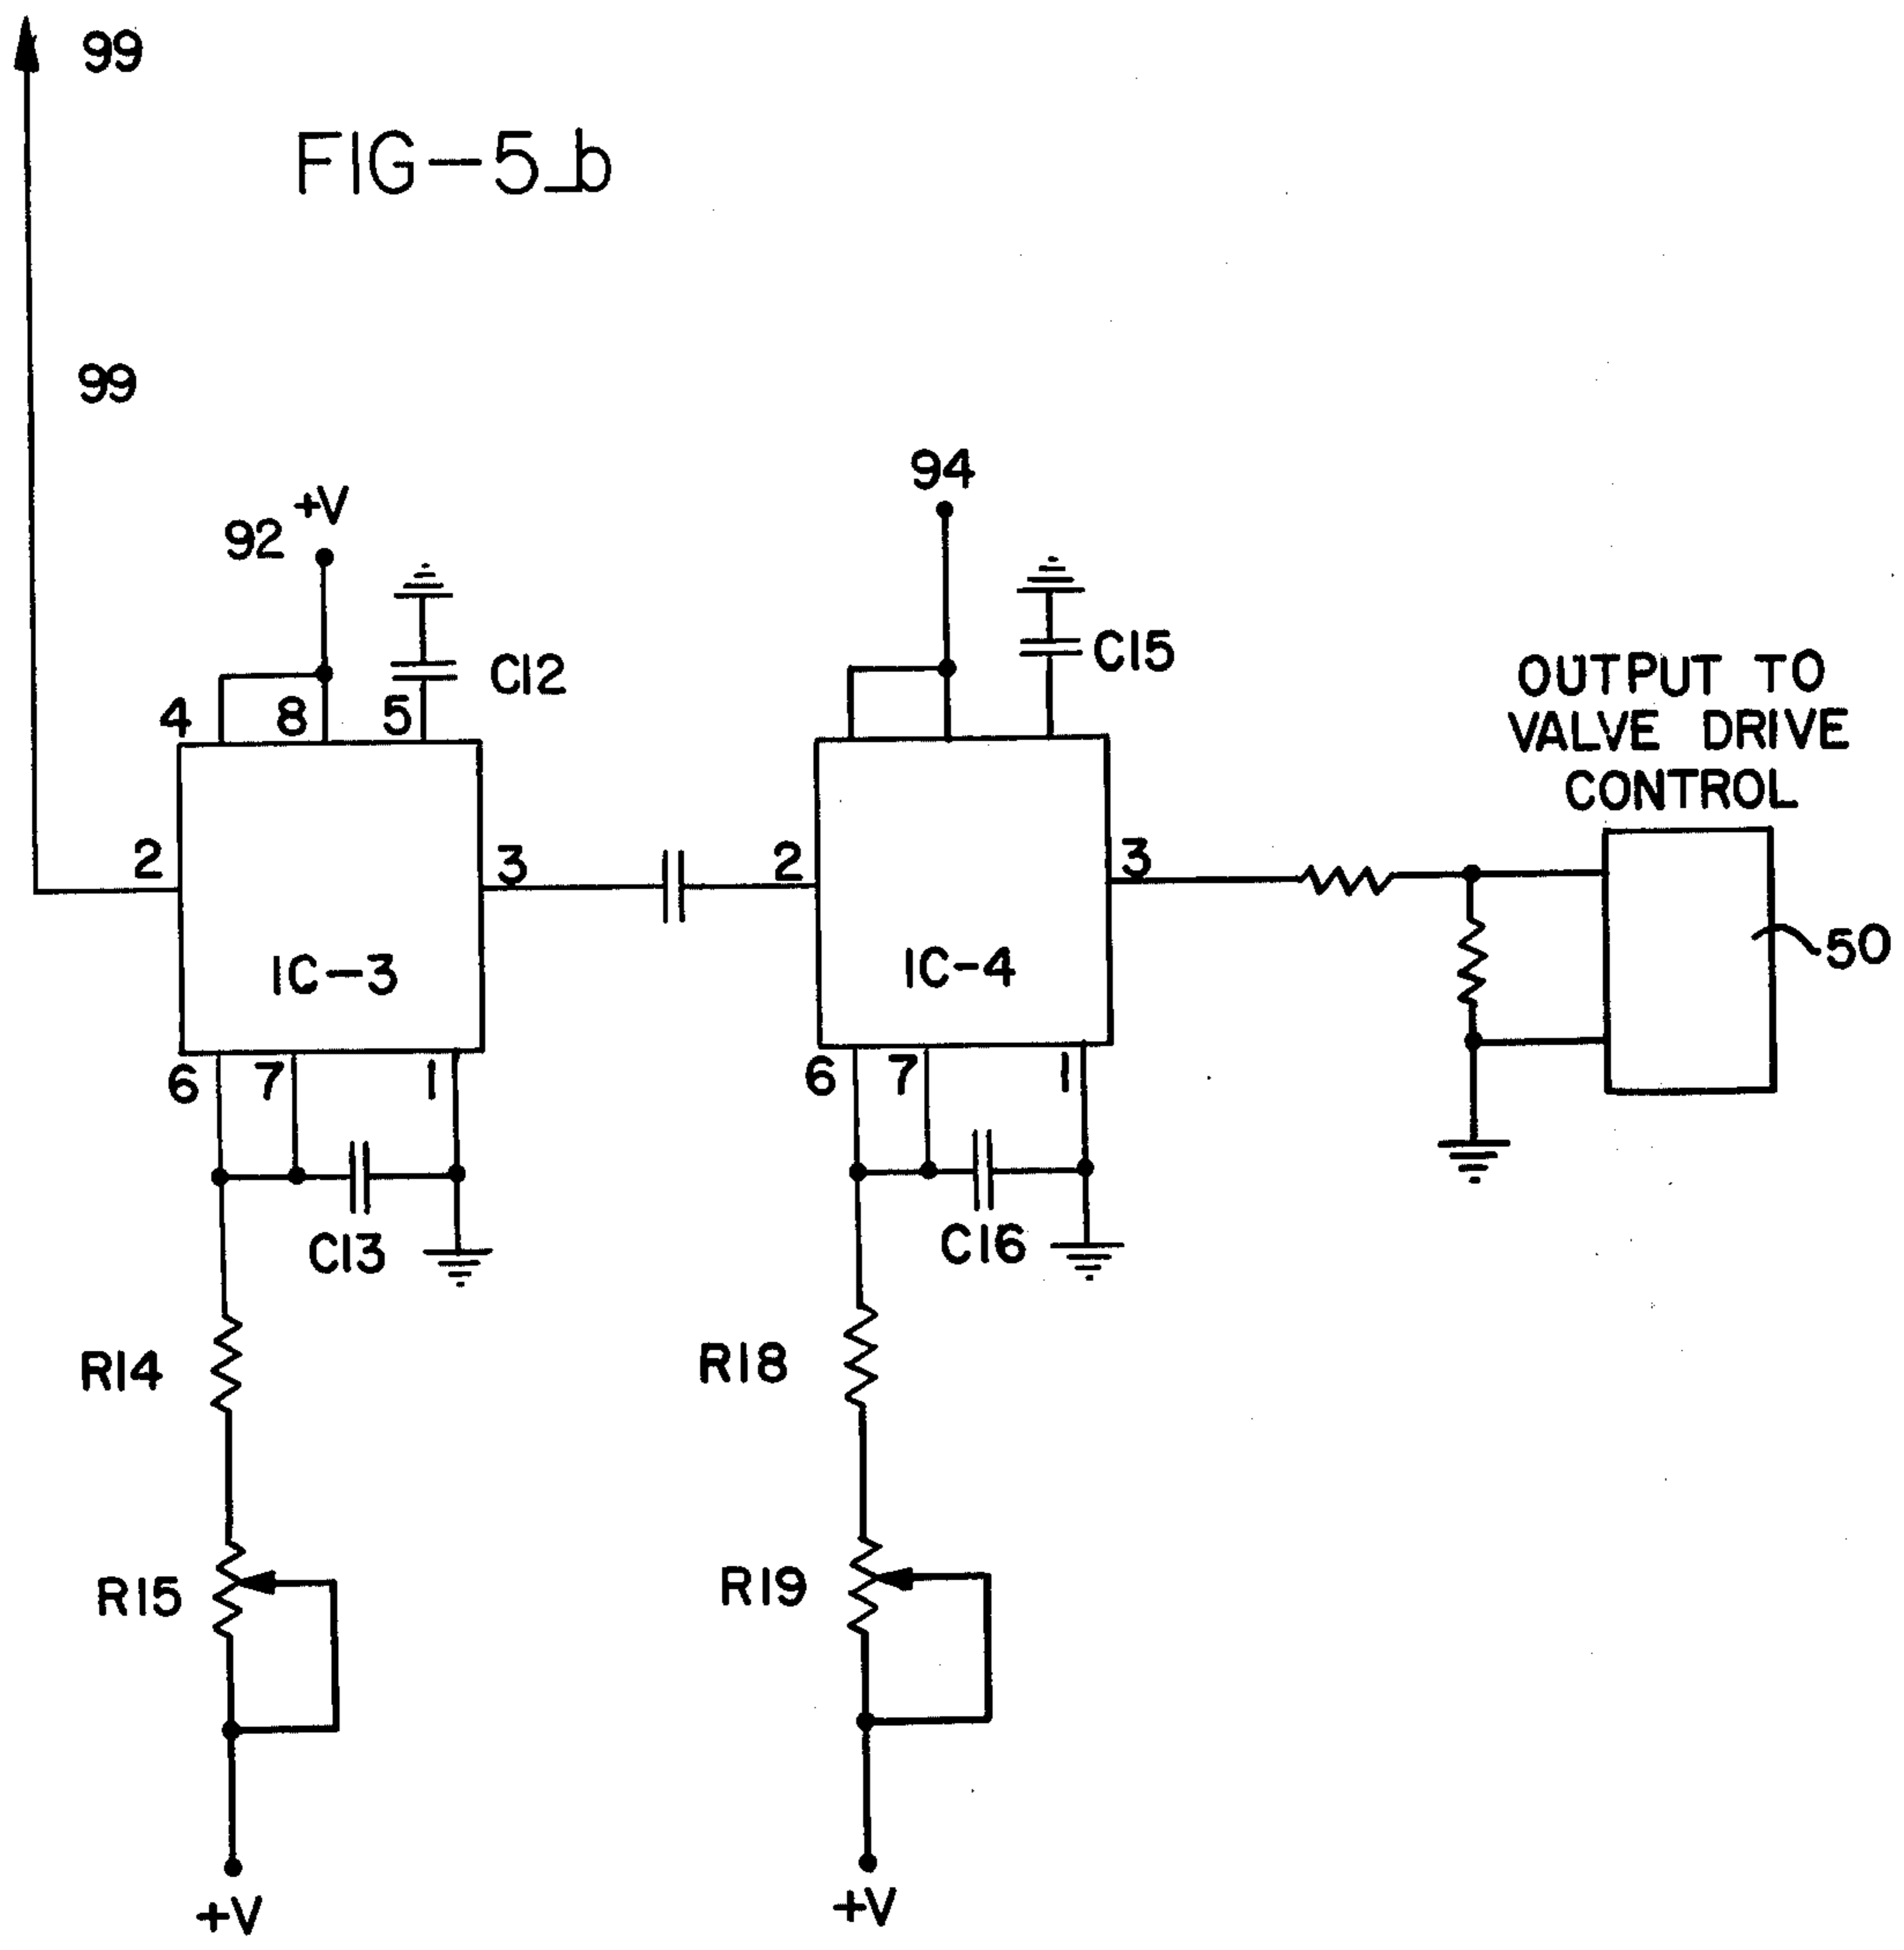 99
FIG-5b
99
92 +V
94
C12
C15
4 8 5
OUTPUT TO
VALVE DRIVE
CONTROL
2 3
2 3
IC-3
IC-4
50
6 7 1
6 7 1
C13
C16
R14
R18
R15
R19
+V
+V